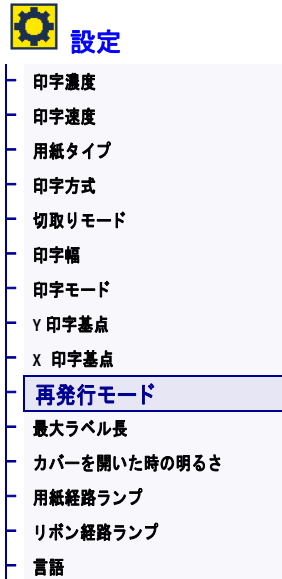 設定
印字濃度
印字速度
用紙タイプ
印字方式
切取りモード
印字幅
印字モード
Y 印字基点
X 印字基点
再発行モード
最大ラベル長
カバーを開いた時の明るさ
用紙経路ランプ
リボン経路ランプ
言語